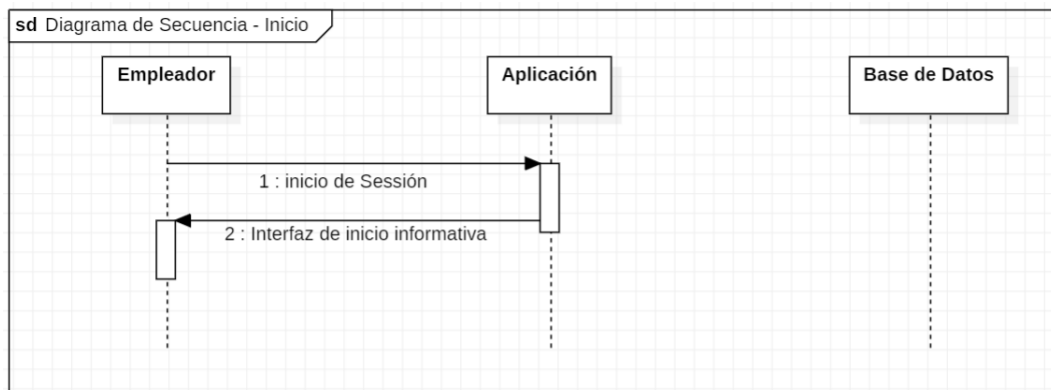 sd Diagrama de Secuencia - Inicio
Empleador
Aplicación
Base de Datos
1 : inicio de Sessión
2 : Interfaz de inicio informativa